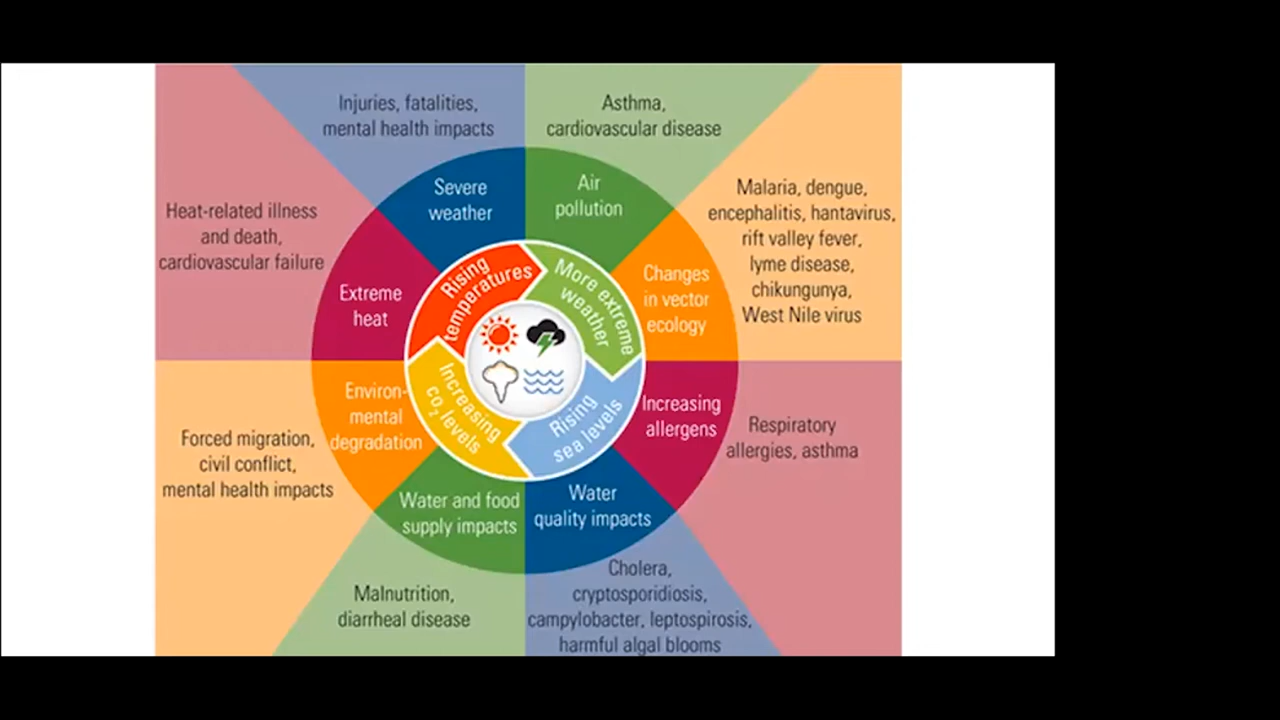 Injuries, fatalities,
mental health impacts
Asthma,
cardiovascular disease
Severe
weather
Air
pollution
Malaria, dengue,
encephalitis, hantavirus,
rift valley fever,
lyme disease,
chikungunya,
West Nile virus
Heat-related illness
and death,
cardiovascular failure
Extreme
heat
Changes
in vector
ecology
Rising
temperatures
More extreme
weather
Increasing
co2 levels
Rising
sea levels
Environ-
mental
degradation
Increasing
allergens
Forced migration,
civil conflict,
mental health impacts
Respiratory
allergies, asthma
Water and food
supply impacts
Water
quality impacts
Malnutrition,
diarrheal disease
Cholera,
cryptosporidiosis,
campylobacter, leptospirosis,
harmful algal blooms